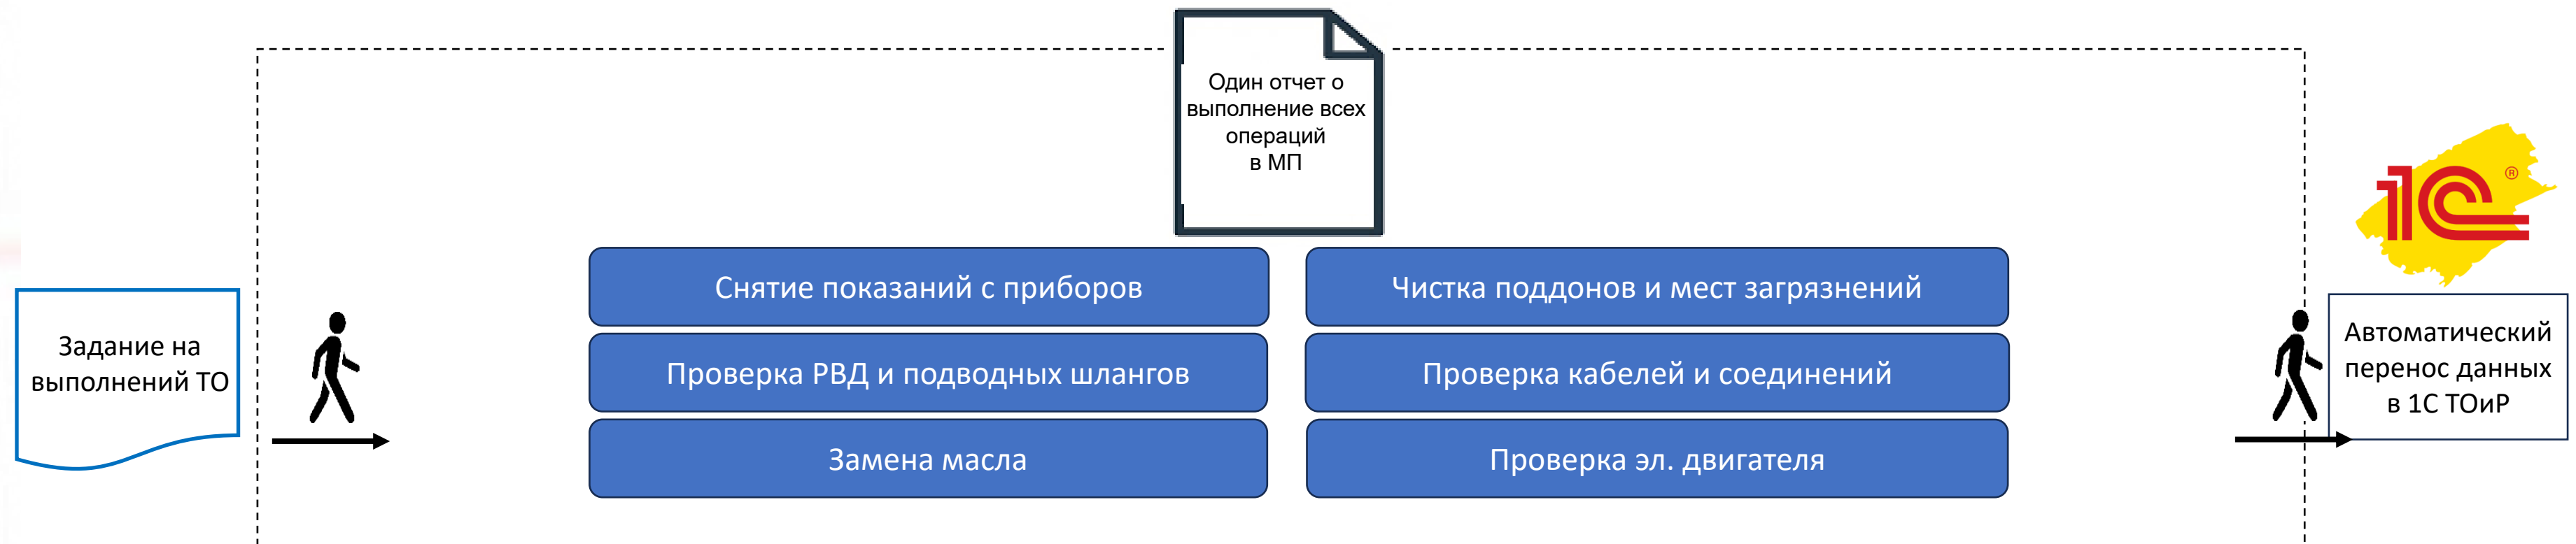 Один отчет о
выполнение всех
операций
в МП
1С®
Снятие показаний с приборов
Чистка поддонов и мест загрязнений
Задание на
выполнений ТО
Проверка РВД и подводных шлангов
Проверка кабелей и соединений
Автоматический
перенос данных
в 1С ТОиР
Замена масла
Проверка эл. двигателя